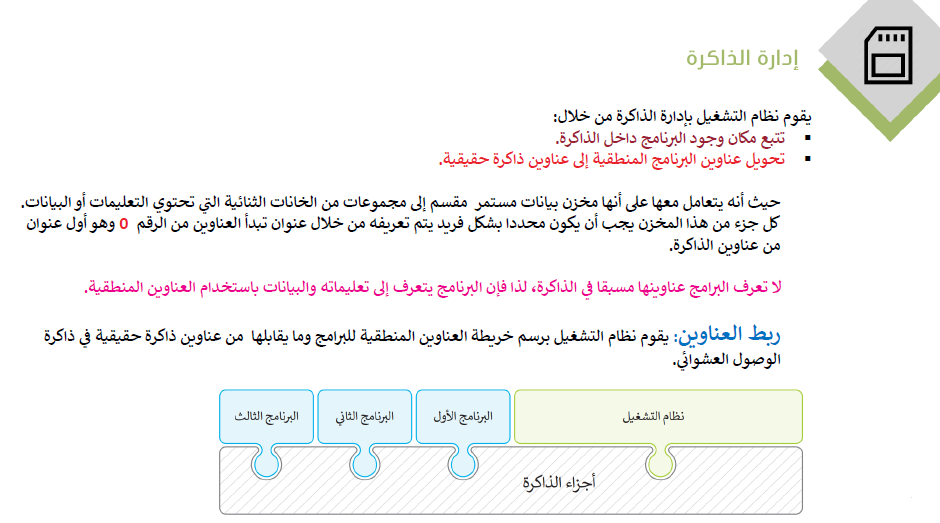 إدارة الذاكرة
يقوم نظام التشغيل بإدارة الذاكرة من خلال:
▪ تتبع مكان وجود البرنامج داخل الذاكرة.
▪ تحويل عناوين البرنامج المنطقية إلى عناوين ذاكرة حقيقية.
حيث أنه يتعامل معها على أنها مخزن بيانات مستمر مقسم إلى مجموعات من الخانات الثنائية التي تحتوي التعليمات أو البيانات.
كل جزء من هذا المخزن يجب أن يكون محددا بشكل فريد يتم تعريفه من خلال عنوان تبدأ العناوين من الرقم 0 وهو أول عنوان
من عناوين الذاكرة.
لا تعرف البرامج عناوينها مسبقا في الذاكرة، لذا فإن البرنامج يتعرف إلى تعليماته والبيانات باستخدام العناوين المنطقية.
ربط العناوين: يقوم نظام التشغيل برسم خريطة العناوين المنطقية للبرامج وما يقابلها من عناوين ذاكرة حقيقية في ذاكرة
الوصول العشوائي.
نظام التشغيل البرنامج الأول البرنامج الثاني البرنامج الثالث
أجزاء الذاكرة